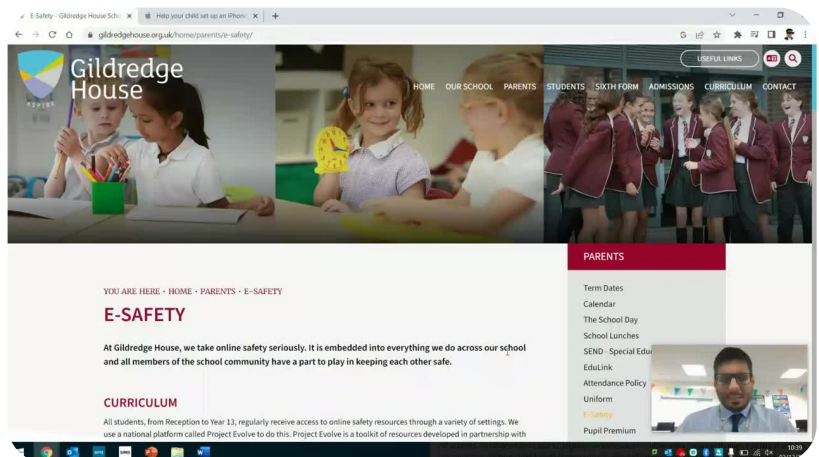 E-Safety - Gildredge House Scho
Help your child set up an iPhone
gildredgehouse.org.uk/home/parents/e-safety/
USEFUL LINKS
Gildredge
House
ASPIRE
HOME OUR SCHOOL PARENTS STUDENTS SIXTH FORM ADMISSIONS CURRICULUM CONTACT
PARENTS
YOU ARE HERE • HOME • PARENTS • E-SAFETY
E-SAFETY
At Gildredge House, we take online safety seriously. It is embedded into everything we do across our school
and all members of the school community have a part to play in keeping each other safe.
CURRICULUM
All students, from Reception to Year 13, regularly receive access to online safety resources through a variety of settings. We
use a national platform called Project Evolve to do this. Project Evolve is a toolkit of resources developed in partnership with
Term Dates
Calendar
The School Day
School Lunches
SEND - Special Edu
EduLink
Attendance Policy
Uniform
E-Safety
Pupil Premium
10:39